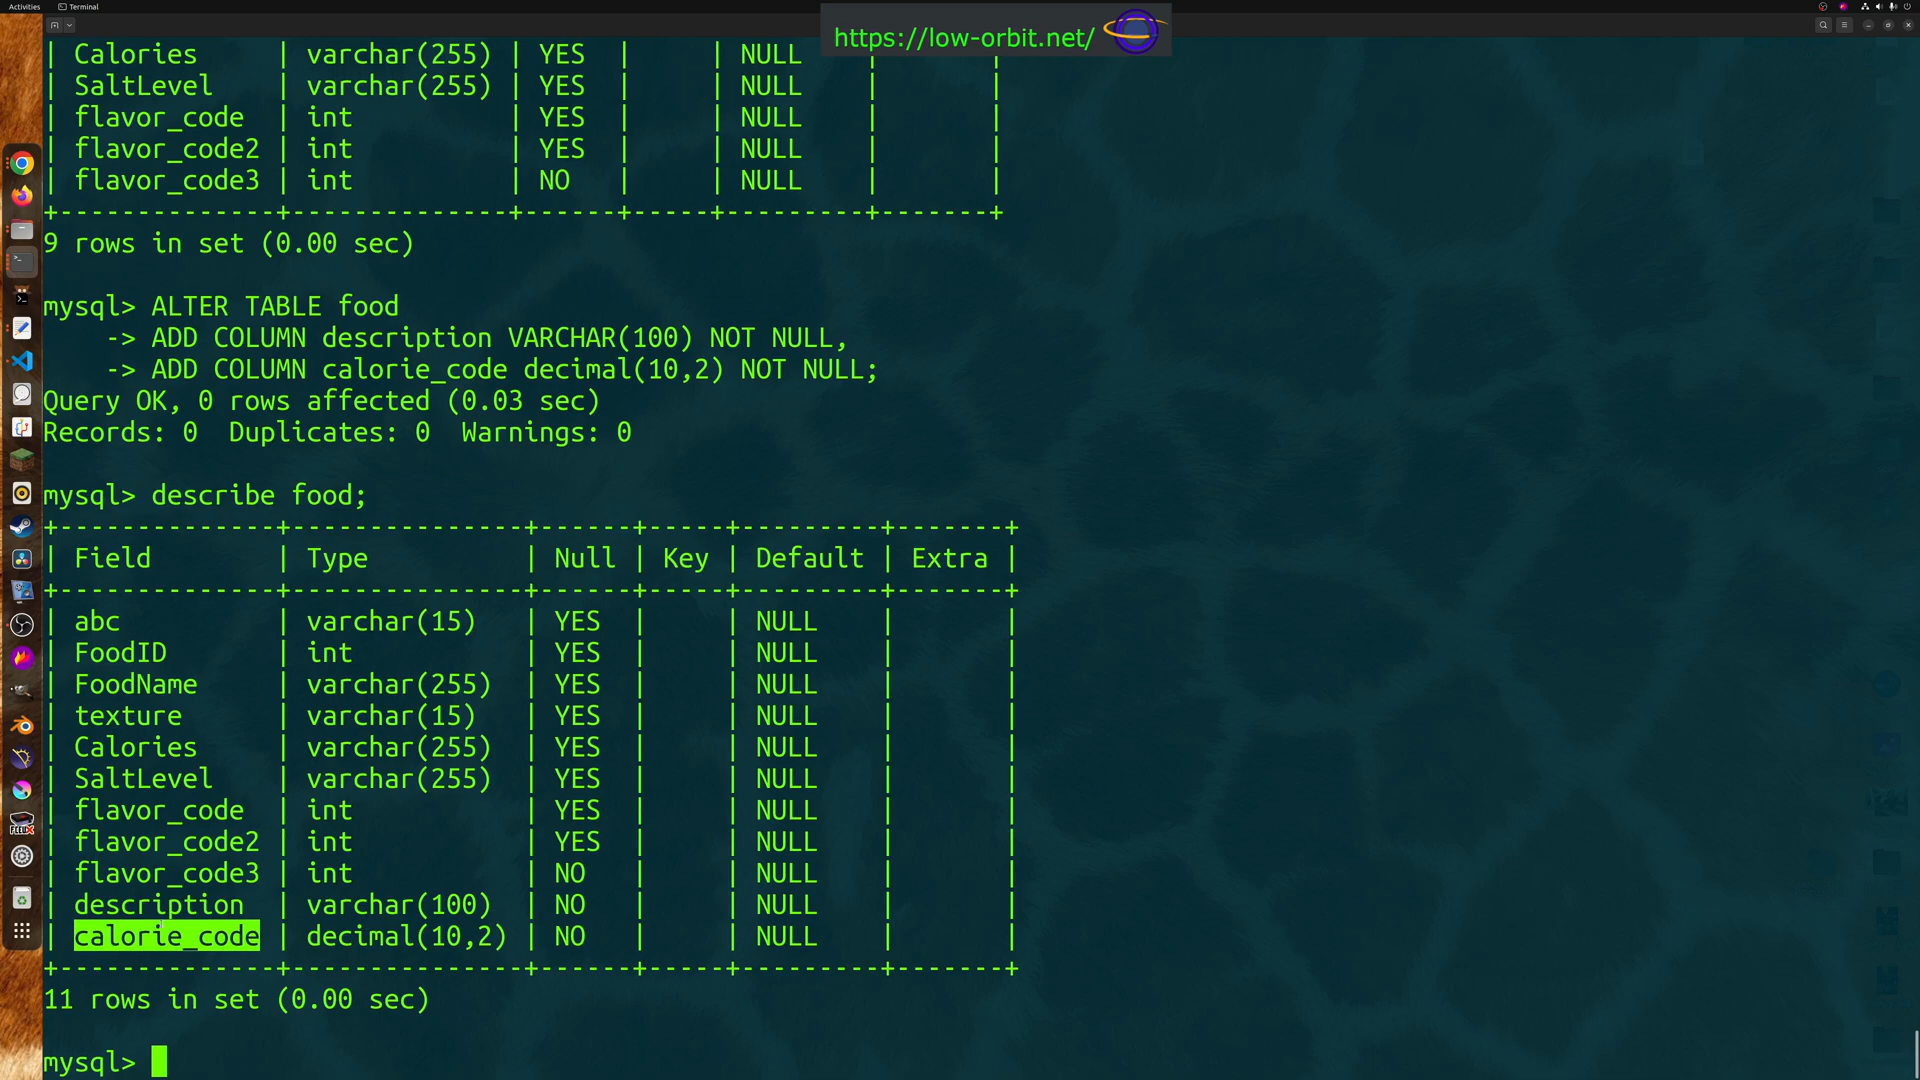 Activities Terminal
https://low-orbit.net/
| Calories | varchar(255) | YES | | NULL | |
| SaltLevel | varchar(255) | YES | | NULL | |
| flavor_code | int | YES | | NULL | |
| flavor_code2 | int | YES | | NULL | |
| flavor_code3 | int | NO | | NULL | |
+--------------+--------------+------+-----+---------+-------+
9 rows in set (0.00 sec)
mysql> ALTER TABLE food
-> ADD COLUMN description VARCHAR(100) NOT NULL,
-> ADD COLUMN calorie_code decimal(10,2) NOT NULL;
Query OK, 0 rows affected (0.03 sec)
Records: 0 Duplicates: 0 Warnings: 0
mysql> describe food;
+--------------+---------------+------+-----+---------+-------+
| Field | Type | Null | Key | Default | Extra |
+--------------+---------------+------+-----+---------+-------+
| abc | varchar(15) | YES | | NULL | |
| FoodID | int | YES | | NULL | |
| FoodName | varchar(255) | YES | | NULL | |
| texture | varchar(15) | YES | | NULL | |
| Calories | varchar(255) | YES | | NULL | |
| SaltLevel | varchar(255) | YES | | NULL | |
| flavor_code | int | YES | | NULL | |
| flavor_code2 | int | YES | | NULL | |
| flavor_code3 | int | NO | | NULL | |
| description | varchar(100) | NO | | NULL | |
| calorie_code | decimal(10,2) | NO | | NULL | |
+--------------+---------------+------+-----+---------+-------+
11 rows in set (0.00 sec)
mysql>